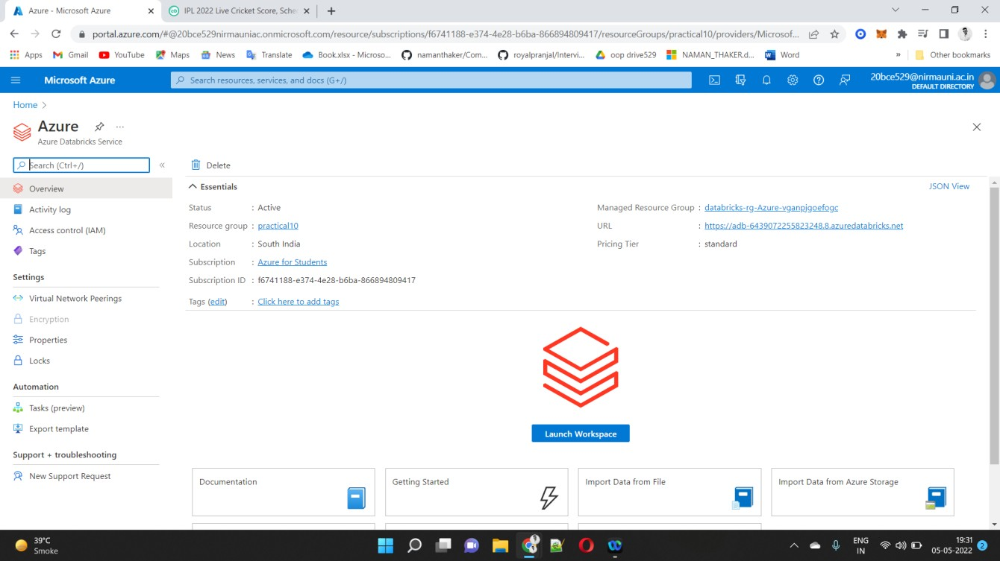 Azure - Microsoft Azure
IPL 2022 Live Cricket Score, Sche
portal.azure.com/#@20bce529nirmauniac.onmicrosoft.com/resource/subscriptions/f6741188-e374-4e28-b6ba-866894809417/resourceGroups/practical10/providers/Microsof...
Apps Gmail YouTube Maps News Translate Book.xlsx - Microso... namanthaker/Com... royalpranjal/Intervi... oop drive529 NAMAN_THAKER.d... Word » Other bookmarks
Microsoft Azure
Search resources, services, and docs (G+/)
20bce529@nirmauni.ac.in
DEFAULT DIRECTORY
Home >
Azure ...
Azure Databricks Service
Search (Ctrl+/) «
Overview
Activity log
Access control (IAM)
Tags
Settings
Virtual Network Peerings
Encryption
Properties
Locks
Automation
Tasks (preview)
Export template
Support + troubleshooting
New Support Request
Delete
Essentials
JSON View
Status : Active
Resource group : practical10
Location : South India
Subscription : Azure for Students
Subscription ID : f6741188-e374-4e28-b6ba-866894809417
Tags (edit) : Click here to add tags
Managed Resource Group : databricks-rg-Azure-vganpjgoefogc
URL : https://adb-6439072255823248.8.azuredatabricks.net
Pricing Tier : standard
Launch Workspace
Documentation
Getting Started
Import Data from File
Import Data from Azure Storage
39°C
Smoke
ENG
IN
19:31
05-05-2022
2